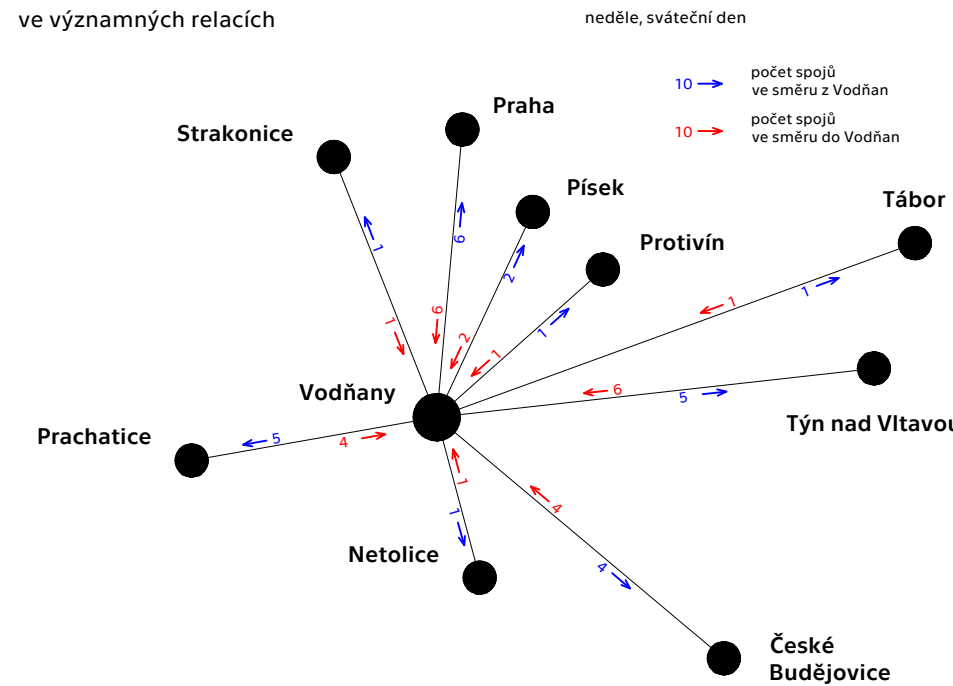 ve významných relacích
neděle, sváteční den
10
počet spojů
ve směru z Vodňan
10
počet spojů
ve směru do Vodňan
Praha
Strakonice
Písek
Tábor
Protivín
1
6
2
1
1
1
6
2
1
1
Vodňany
6
5
Týn nad Vltavou
Prachatice
5
4
1
1
4
Netolice
4
České
Budějovice